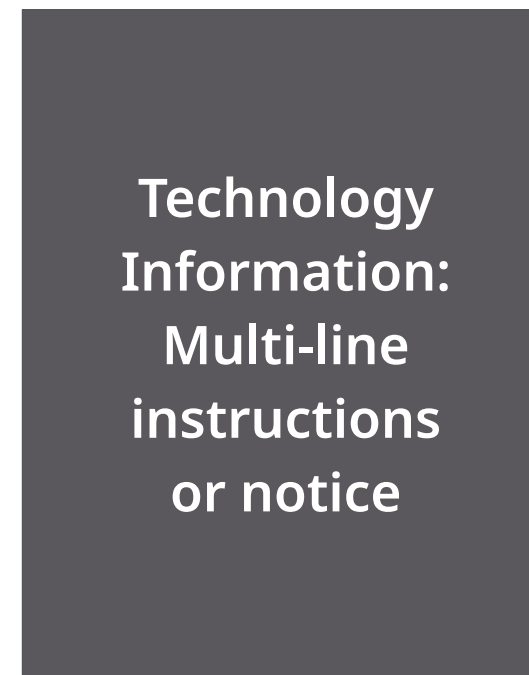 Technology
Information:
Multi-line
instructions
or notice